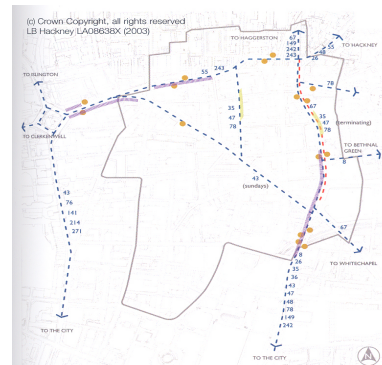 (c) Crown Copyright, all rights reserved
LB Hackney LA08638X (2003)
TO HAGGERSTON
67
149
242
243
TO HACKNEY
55
48
26
TO ISLINGTON
55
243
78
67
35
47
78
35
47
78
(terminating)
TO CLERKENWELL
TO BETHNAL
GREEN
8
43
(sundays)
43
76
141
214
271
67
TO WHITECHAPEL
8
26
35
36
43
47
48
78
149
242
TO THE CITY
TO THE CITY
N